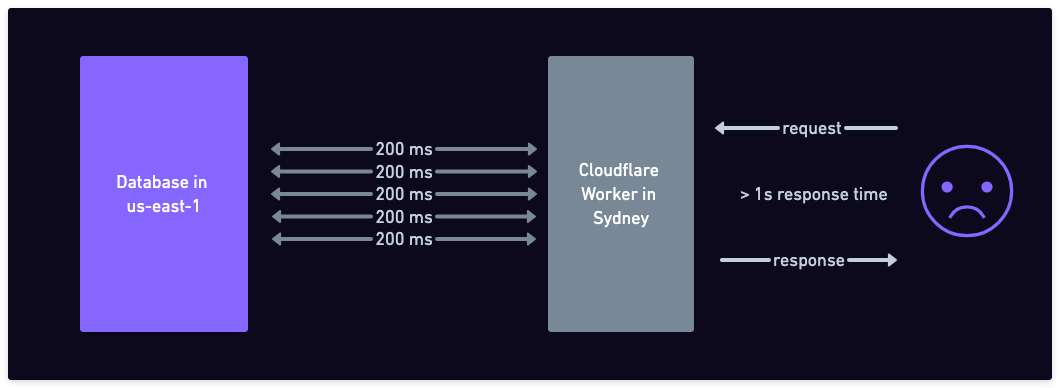 Database in
us-east-1
200 ms
200 ms
200 ms
200 ms
200 ms
Cloudflare
Worker in
Sydney
request
> 1s response time
response